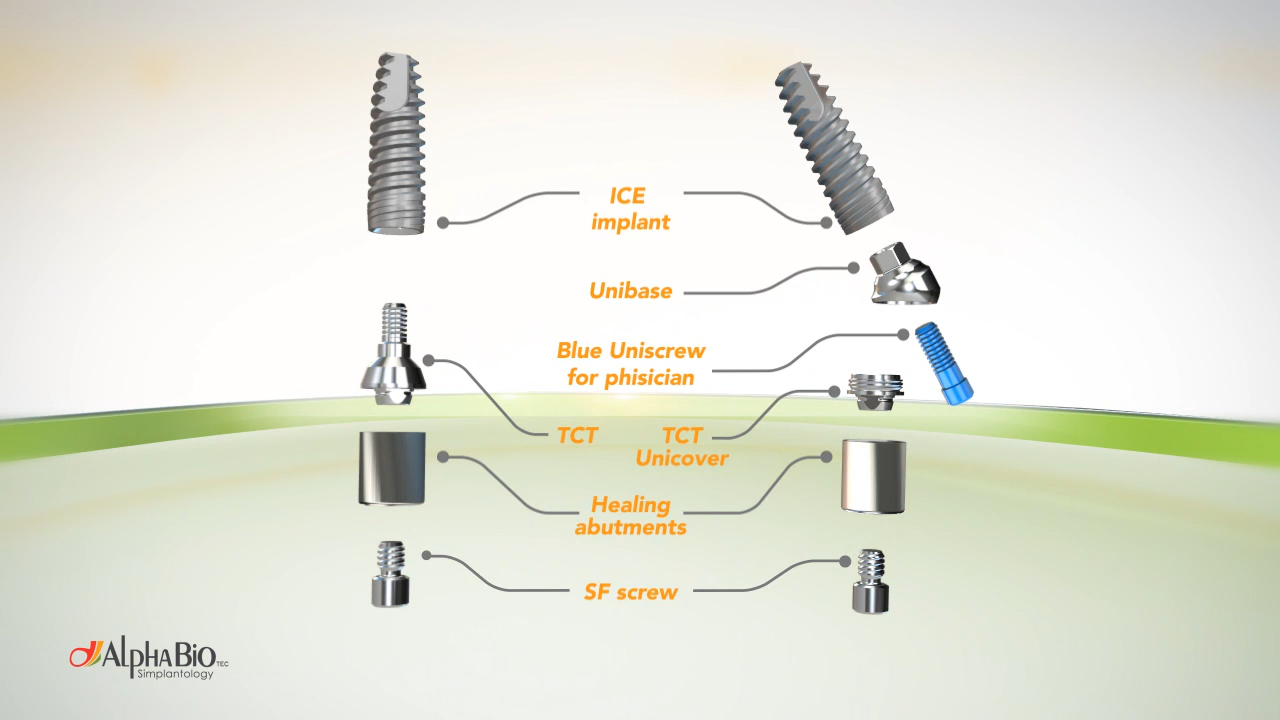 ICE
implant
Unibase
Blue Uniscrew
for phisician
TCT
TCT
Unicover
Healing
abutments
SF screw
AlphaBio TEC
Simplantology